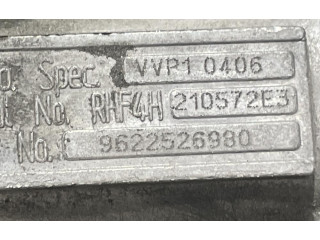 a. Spec. VVP1 0406
l. No. RHF4H 210572E3
No.: 9622526980